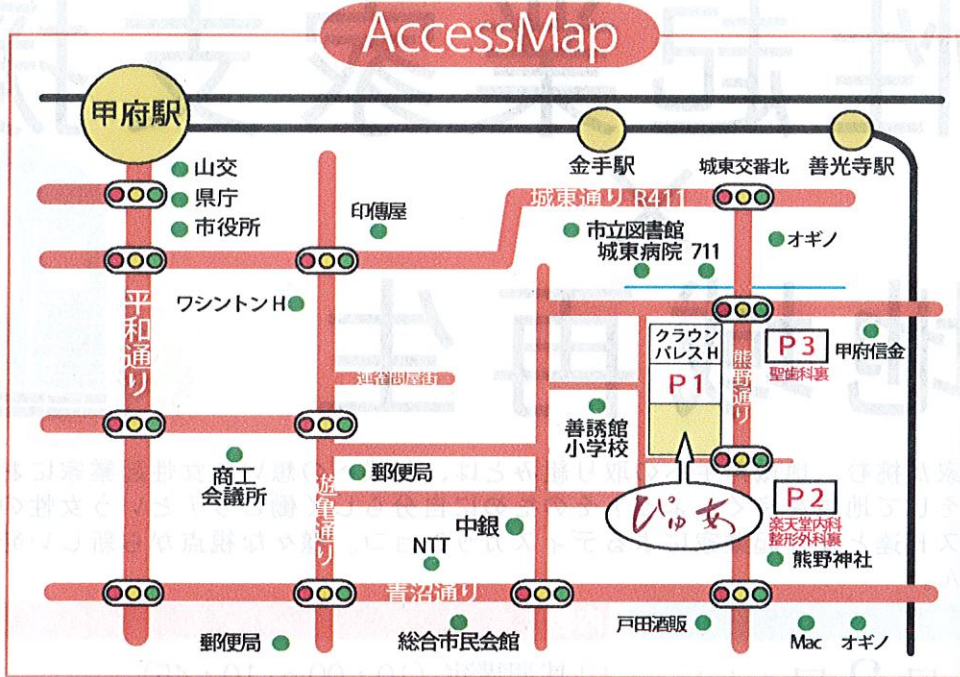 AccessMap
甲府駅
金手駅
城東交番北
善光寺駅
山交
県庁
市役所
印傳屋
城東通り R411
市立図書館
城東病院 711
オギノ
ワシントンH
平和通り
クラウン
パレスH
P1
熊野通り
P3
聖歯科裏
甲府信金
連雀問屋街
善誘館
小学校
商工
会議所
郵便局
遊亀通り
ぴゅあ
P2
楽天堂内科
整形外科裏
中銀
NTT
熊野神社
青沼通り
郵便局
総合市民会館
戸田酒販
Mac
オギノ